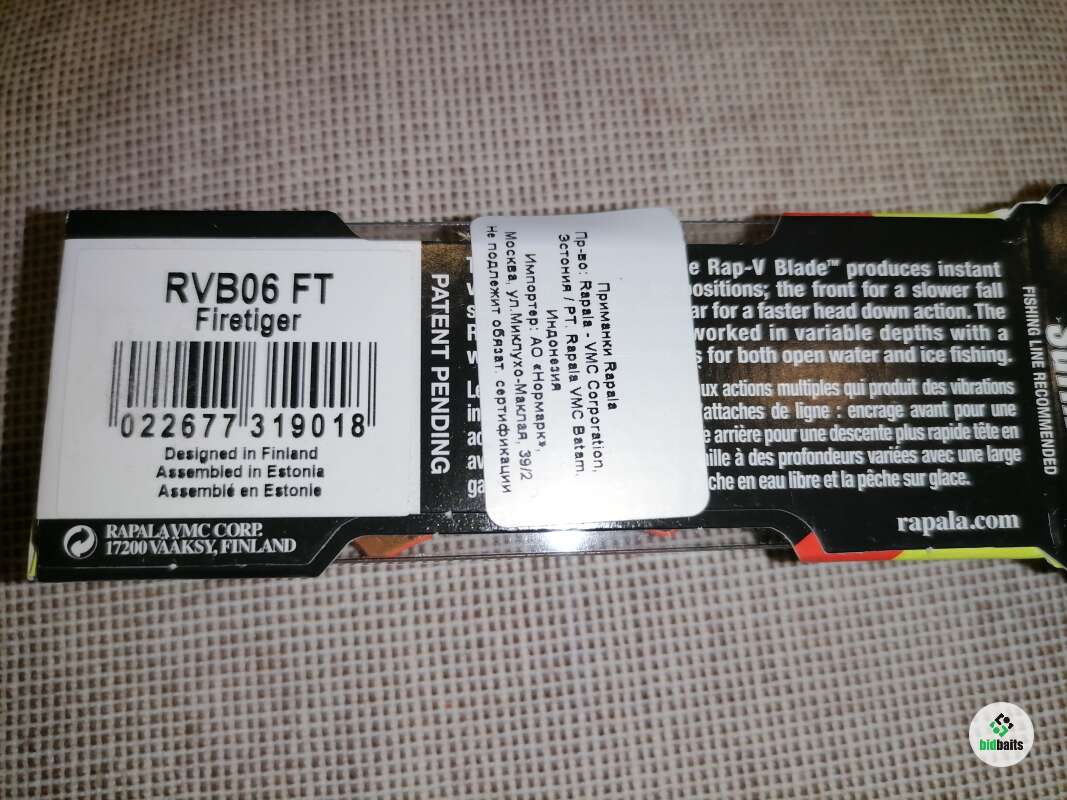 RVB06 FT
Firetiger
022677 319018
Designed in Finland
Assembled in Estonia
Assemblé en Estonie
RAPALA VMC CORP.
17200 VÄÄKSY, FINLAND
PATENT PENDING
Приманки Rapala
Пр-во: Rapala - VMC Corporation,
Эстония / PT. Rapala VMC Batam,
Индонезия
Импортер: АО «Нормарк»,
Москва, ул.Миклухо-Маклая, 39/2
Не подлежит обязат. сертификации
Rap-V Blade™ produces instant
positions; the front for a slower fall
for a faster head down action. The
worked in variable depths with a
for both open water and ice fishing.
actions multiples qui produit des vibrations
attaches de ligne : encrage avant pour une
arrière pour une descente plus rapide tête en
à des profondeurs variées avec une large
en eau libre et la pêche sur glace.
rapala.com
FISHING LINE RECOMMENDED
bidbaits